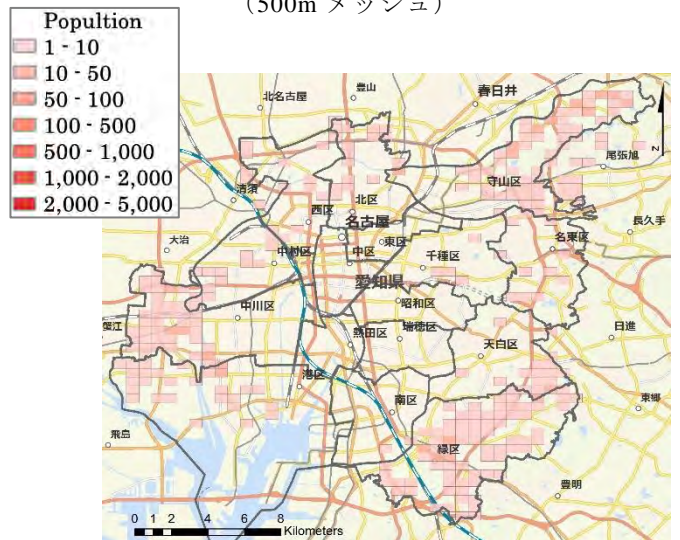 （500m メッシュ）
Popultion
1 - 10
10 - 50
50 - 100
100 - 500
500 - 1,000
1,000 - 2,000
2,000 - 5,000
北名古屋
豊山
春日井
N
尾張旭
守山区
清須
西区
北区
名古屋
長久手
大治
中村区
中区
東区
千種区
名東区
愛知県
蟹江
中川区
昭和区
熱田区
瑞穂区
天白区
日進
港区
南区
東郷
飛島
緑区
豊明
0 1 2 4 6 8
Kilometers